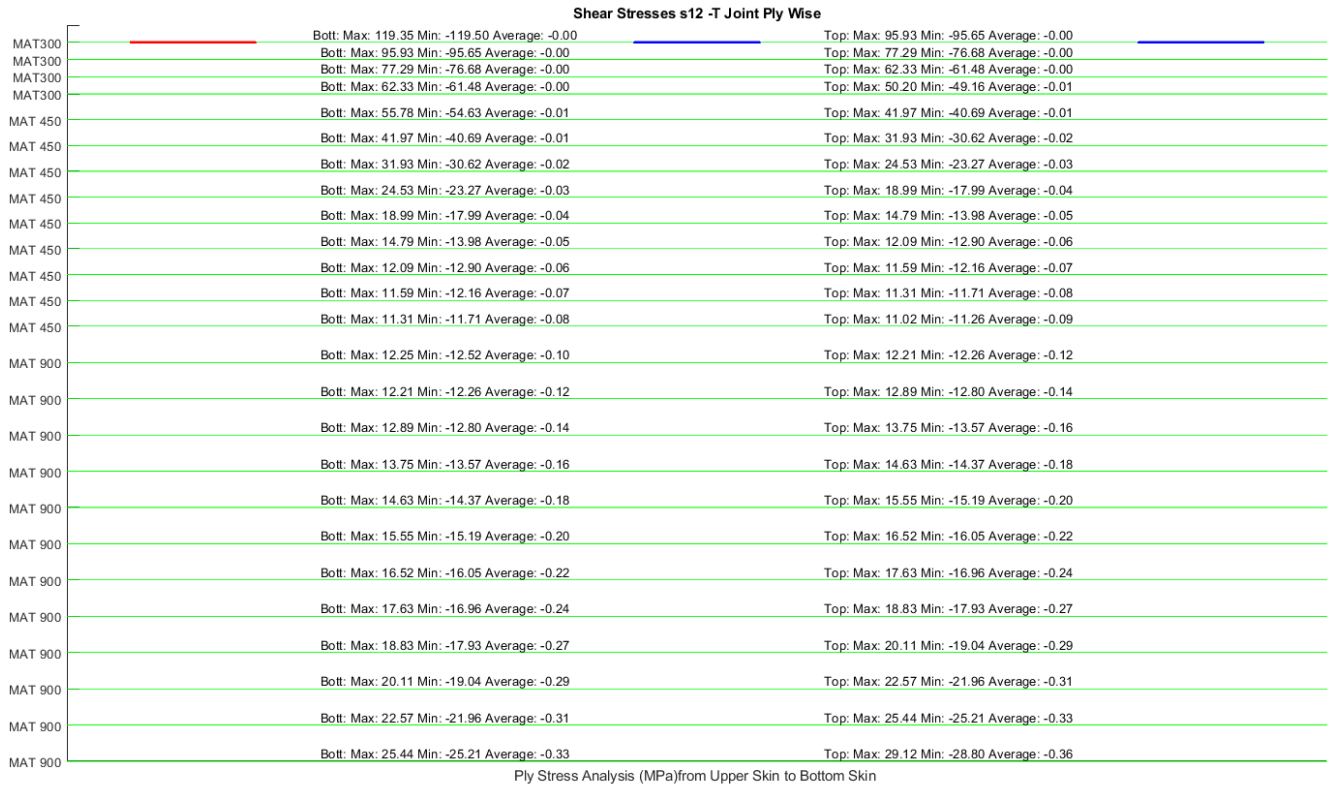 Shear Stresses s12 -T Joint Ply Wise
MAT300 Bott: Max: 119.35 Min: -119.50 Average: -0.00 Top: Max: 95.93 Min: -95.65 Average: -0.00
MAT300 Bott: Max: 95.93 Min: -95.65 Average: -0.00 Top: Max: 77.29 Min: -76.68 Average: -0.00
MAT300 Bott: Max: 77.29 Min: -76.68 Average: -0.00 Top: Max: 62.33 Min: -61.48 Average: -0.00
MAT300 Bott: Max: 62.33 Min: -61.48 Average: -0.00 Top: Max: 50.20 Min: -49.16 Average: -0.01
MAT 450 Bott: Max: 55.78 Min: -54.63 Average: -0.01 Top: Max: 41.97 Min: -40.69 Average: -0.01
MAT 450 Bott: Max: 41.97 Min: -40.69 Average: -0.01 Top: Max: 31.93 Min: -30.62 Average: -0.02
MAT 450 Bott: Max: 31.93 Min: -30.62 Average: -0.02 Top: Max: 24.53 Min: -23.27 Average: -0.03
MAT 450 Bott: Max: 24.53 Min: -23.27 Average: -0.03 Top: Max: 18.99 Min: -17.99 Average: -0.04
MAT 450 Bott: Max: 18.99 Min: -17.99 Average: -0.04 Top: Max: 14.79 Min: -13.98 Average: -0.05
MAT 450 Bott: Max: 14.79 Min: -13.98 Average: -0.05 Top: Max: 12.09 Min: -12.90 Average: -0.06
MAT 450 Bott: Max: 12.09 Min: -12.90 Average: -0.06 Top: Max: 11.59 Min: -12.16 Average: -0.07
MAT 450 Bott: Max: 11.59 Min: -12.16 Average: -0.07 Top: Max: 11.31 Min: -11.71 Average: -0.08
MAT 450 Bott: Max: 11.31 Min: -11.71 Average: -0.08 Top: Max: 11.02 Min: -11.26 Average: -0.09
MAT 900 Bott: Max: 12.25 Min: -12.52 Average: -0.10 Top: Max: 12.21 Min: -12.26 Average: -0.12
MAT 900 Bott: Max: 12.21 Min: -12.26 Average: -0.12 Top: Max: 12.89 Min: -12.80 Average: -0.14
MAT 900 Bott: Max: 12.89 Min: -12.80 Average: -0.14 Top: Max: 13.75 Min: -13.57 Average: -0.16
MAT 900 Bott: Max: 13.75 Min: -13.57 Average: -0.16 Top: Max: 14.63 Min: -14.37 Average: -0.18
MAT 900 Bott: Max: 14.63 Min: -14.37 Average: -0.18 Top: Max: 15.55 Min: -15.19 Average: -0.20
MAT 900 Bott: Max: 15.55 Min: -15.19 Average: -0.20 Top: Max: 16.52 Min: -16.05 Average: -0.22
MAT 900 Bott: Max: 16.52 Min: -16.05 Average: -0.22 Top: Max: 17.63 Min: -16.96 Average: -0.24
MAT 900 Bott: Max: 17.63 Min: -16.96 Average: -0.24 Top: Max: 18.83 Min: -17.93 Average: -0.27
MAT 900 Bott: Max: 18.83 Min: -17.93 Average: -0.27 Top: Max: 20.11 Min: -19.04 Average: -0.29
MAT 900 Bott: Max: 20.11 Min: -19.04 Average: -0.29 Top: Max: 22.57 Min: -21.96 Average: -0.31
MAT 900 Bott: Max: 22.57 Min: -21.96 Average: -0.31 Top: Max: 25.44 Min: -25.21 Average: -0.33
MAT 900 Bott: Max: 25.44 Min: -25.21 Average: -0.33 Top: Max: 29.12 Min: -28.80 Average: -0.36
Ply Stress Analysis (MPa)from Upper Skin to Bottom Skin